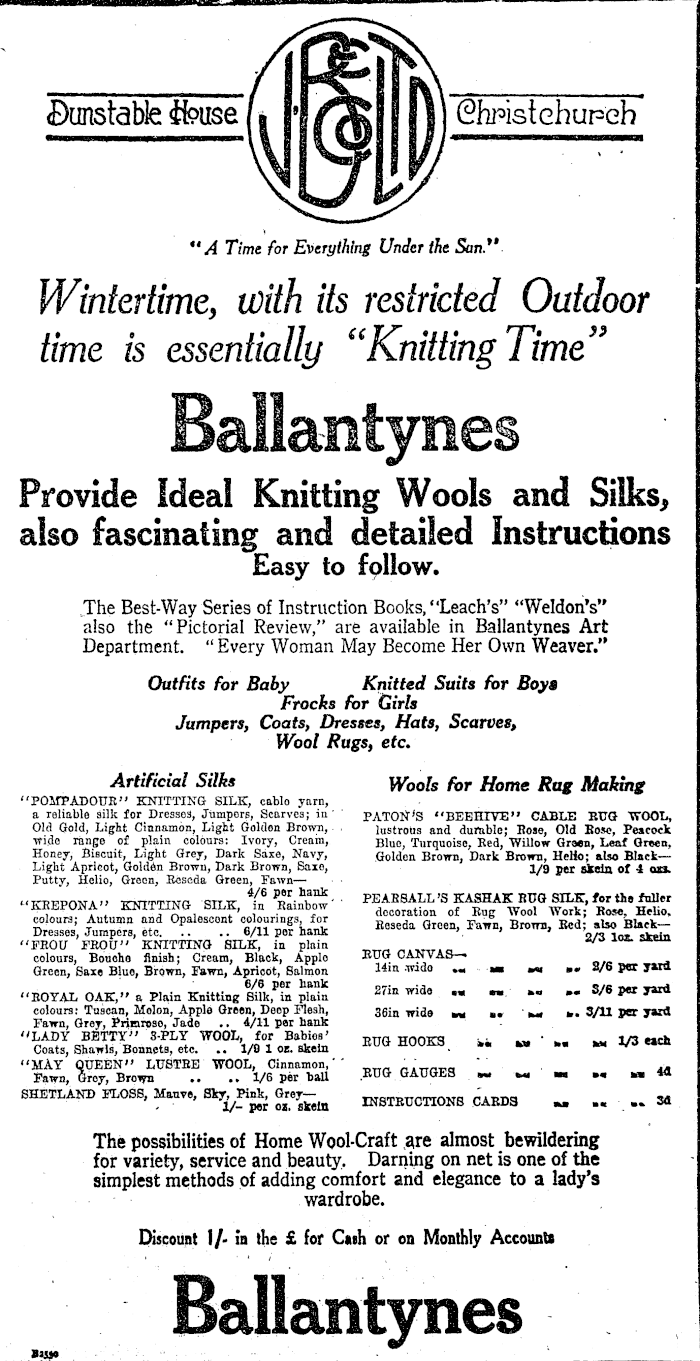 Dunstable House
J.B & Co LTD
Christchurch
"A Time for Everything Under the Sun."
Wintertime, with its restricted Outdoor
time is essentially "Knitting Time"
Ballantynes
Provide Ideal Knitting Wools and Silks,
also fascinating and detailed Instructions
Easy to follow.
The Best-Way Series of Instruction Books, "Leach's" "Weldon's"
also the "Pictorial Review," are available in Ballantynes Art
Department. "Every Woman May Become Her Own Weaver."
Outfits for Baby Knitted Suits for Boys
Frocks for Girls
Jumpers, Coats, Dresses, Hats, Scarves,
Wool Rugs, etc.
Artificial Silks
"POMPADOUR" KNITTING SILK, cable yarn,
a reliable silk for Dresses, Jumpers, Scarves; in
Old Gold, Light Cinnamon, Light Golden Brown,
wide range of plain colours: Ivory, Cream,
Honey, Biscuit, Light Grey, Dark Saxe, Navy,
Light Apricot, Golden Brown, Dark Brown, Saxe,
Putty, Helio, Green, Reseda Green, Fawn—
4/6 per hank
"KREPONA" KNITTING SILK, in Rainbow
colours; Autumn and Opalescent colourings, for
Dresses, Jumpers, etc. .. .. 6/11 per hank
"FROU FROU" KNITTING SILK, in plain
colours, Bouche finish; Cream, Black, Apple
Green, Saxe Blue, Brown, Fawn, Apricot, Salmon
6/6 per hank
"ROYAL OAK," a Plain Knitting Silk, in plain
colours: Tuscan, Melon, Apple Green, Deep Flesh,
Fawn, Grey, Primrose, Jade .. 4/11 per hank
"LADY BETTY" 3-PLY WOOL, for Babies'
Coats, Shawls, Bonnets, etc. .. 1/9 1 oz. skein
"MAY QUEEN" LUSTRE WOOL, Cinnamon,
Fawn, Grey, Brown .. .. 1/6 per ball
SHETLAND FLOSS, Mauve, Sky, Pink, Grey—
1/- per oz. skein
Wools for Home Rug Making
PATON'S "BEEHIVE" CABLE RUG WOOL,
lustrous and durable; Rose, Old Rose, Peacock
Blue, Turquoise, Red, Willow Green, Leaf Green,
Golden Brown, Dark Brown, Helio; also Black—
1/9 per skein of 4 ozs.
PEARSALL'S KASHAK RUG SILK, for the fuller
decoration of Rug Wool Work; Rose, Helio,
Reseda Green, Fawn, Brown, Red; also Black—
2/3 1oz. skein
RUG CANVAS—
14in wide .. .. .. .. 2/6 per yard
27in wide .. .. .. .. 3/6 per yard
36in wide .. .. .. .. 3/11 per yard
RUG HOOKS .. .. .. .. 1/3 each
RUG GAUGES .. .. .. .. .. 4d
INSTRUCTIONS CARDS .. .. .. 3d
The possibilities of Home Wool-Craft are almost bewildering
for variety, service and beauty. Darning on net is one of the
simplest methods of adding comfort and elegance to a lady's
wardrobe.
Discount 1/- in the £ for Cash or on Monthly Accounts
Ballantynes